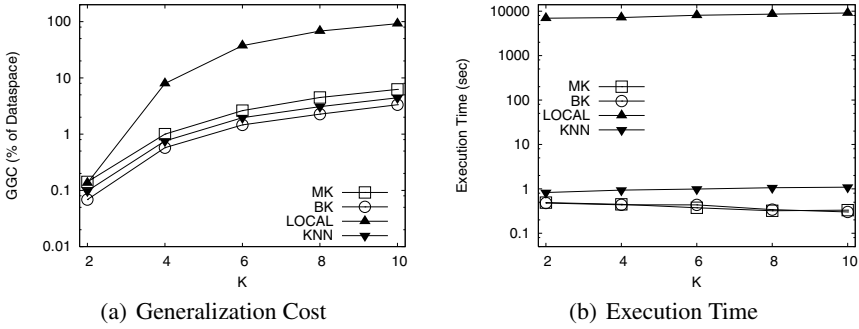 GGC (% of Dataspace)
100
10
1
0.1
0.01
2
4
6
8
10
K
MK
BK
LOCAL
KNN
(a) Generalization Cost
Execution Time (sec)
10000
1000
100
10
1
0.1
2
4
6
8
10
K
MK
BK
LOCAL
KNN
(b) Execution Time